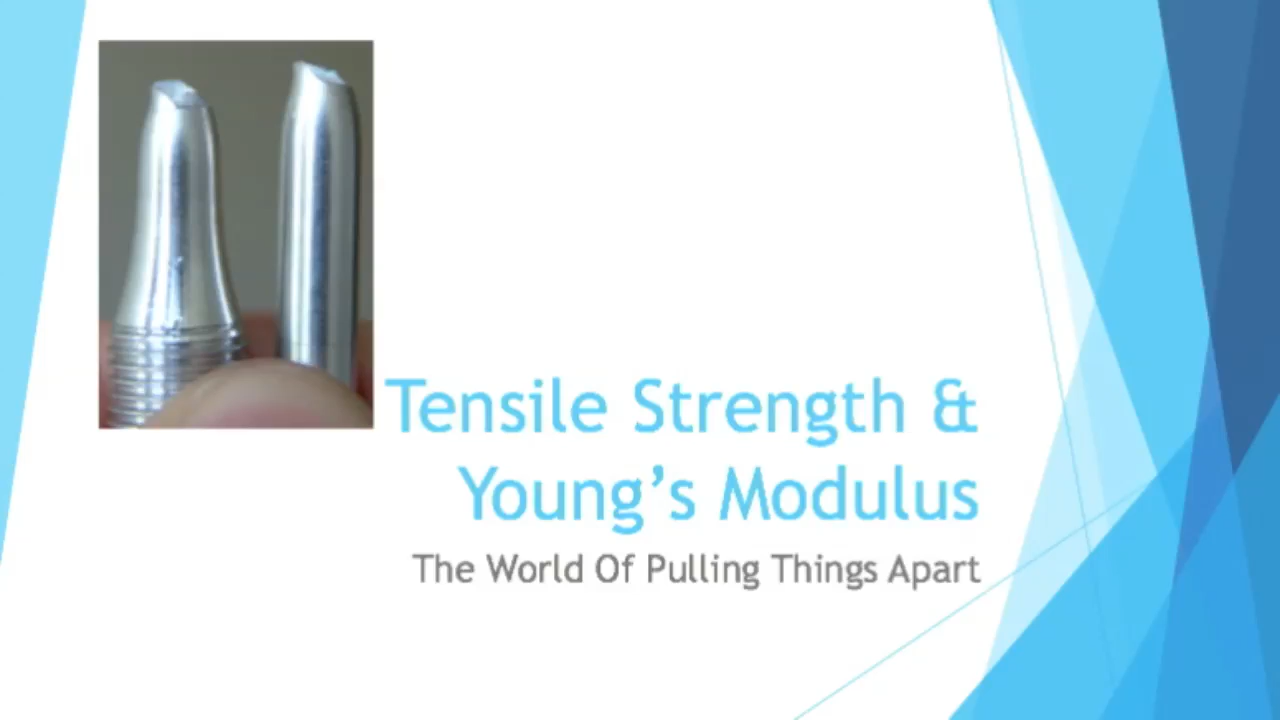 Tensile Strength &
Young’s Modulus
The World Of Pulling Things Apart